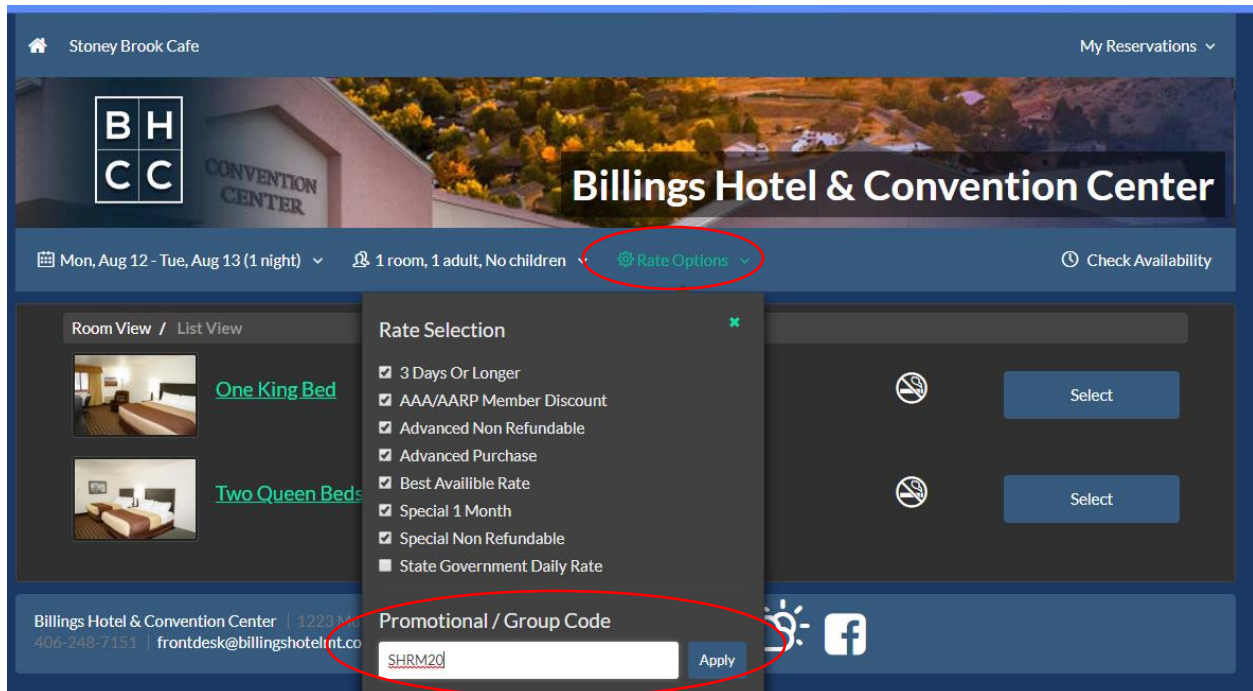 Stoney Brook Cafe My Reservations
B H
C C
CONVENTION
CENTER
Billings Hotel & Convention Center
Mon, Aug 12 - Tue, Aug 13 (1 night) 1 room, 1 adult, No children Rate Options Check Availability
Room View / List View
One King Bed Select
Two Queen Beds Select
Rate Selection
3 Days Or Longer
AAA/AARP Member Discount
Advanced Non Refundable
Advanced Purchase
Best Availible Rate
Special 1 Month
Special Non Refundable
State Government Daily Rate
Promotional / Group Code
SHRM20 Apply
Billings Hotel & Convention Center | 1223
406-248-7151 | frontdesk@billingshotelmt.co